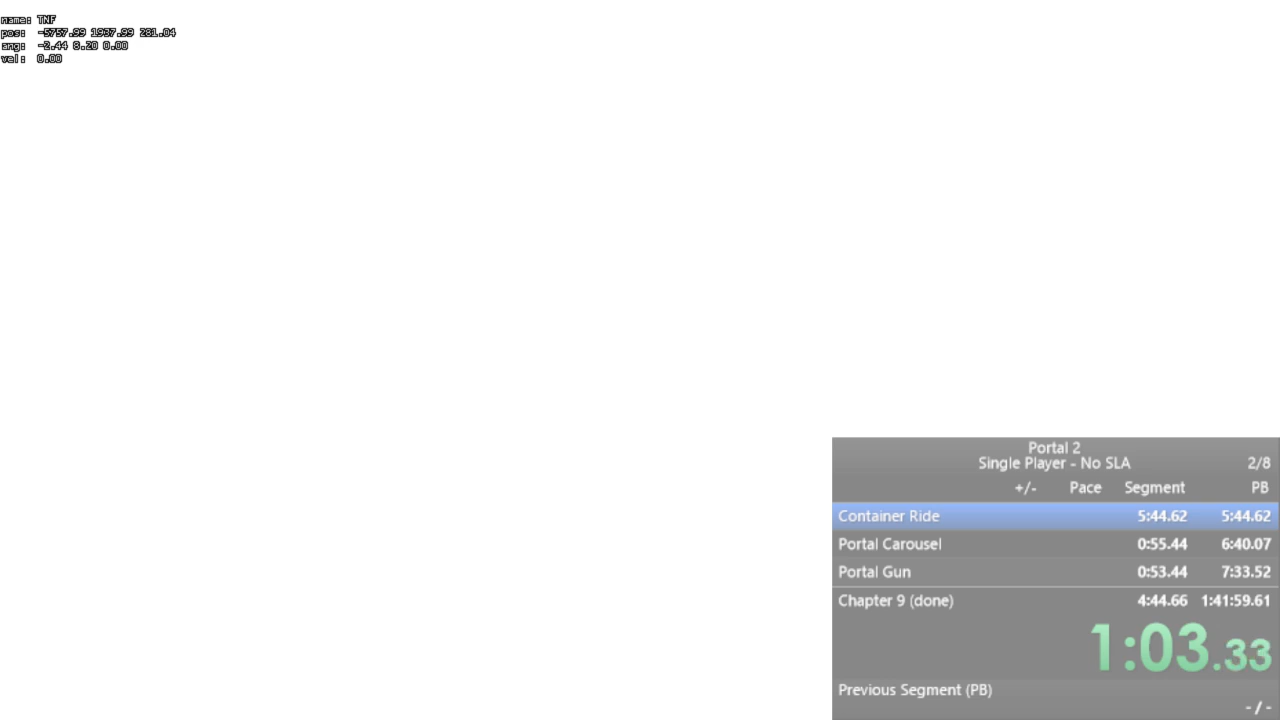 name: TNF
pos: -5757.99 1937.99 281.04
ang: -2.44 8.20 0.00
vel: 0.00
Portal 2
Single Player - No SLA 2/8
+/- Pace Segment PB
Container Ride 5:44.62 5:44.62
Portal Carousel 0:55.44 6:40.07
Portal Gun 0:53.44 7:33.52
Chapter 9 (done) 4:44.66 1:41:59.61
1:03.33
Previous Segment (PB)
- / -